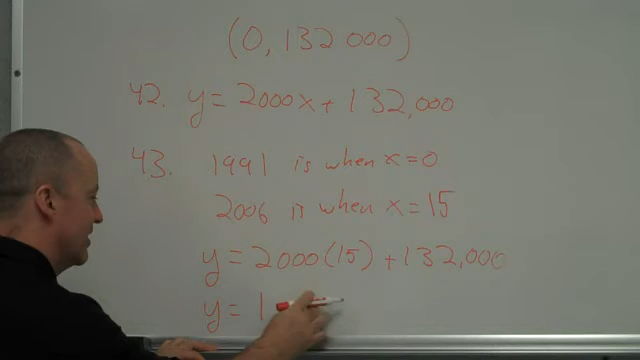 (0, 132 000)
42. y = 2000x + 132,000
43. 1991 is when x = 0
2006 is when x = 15
y = 2000(15) + 132,000
y = 1